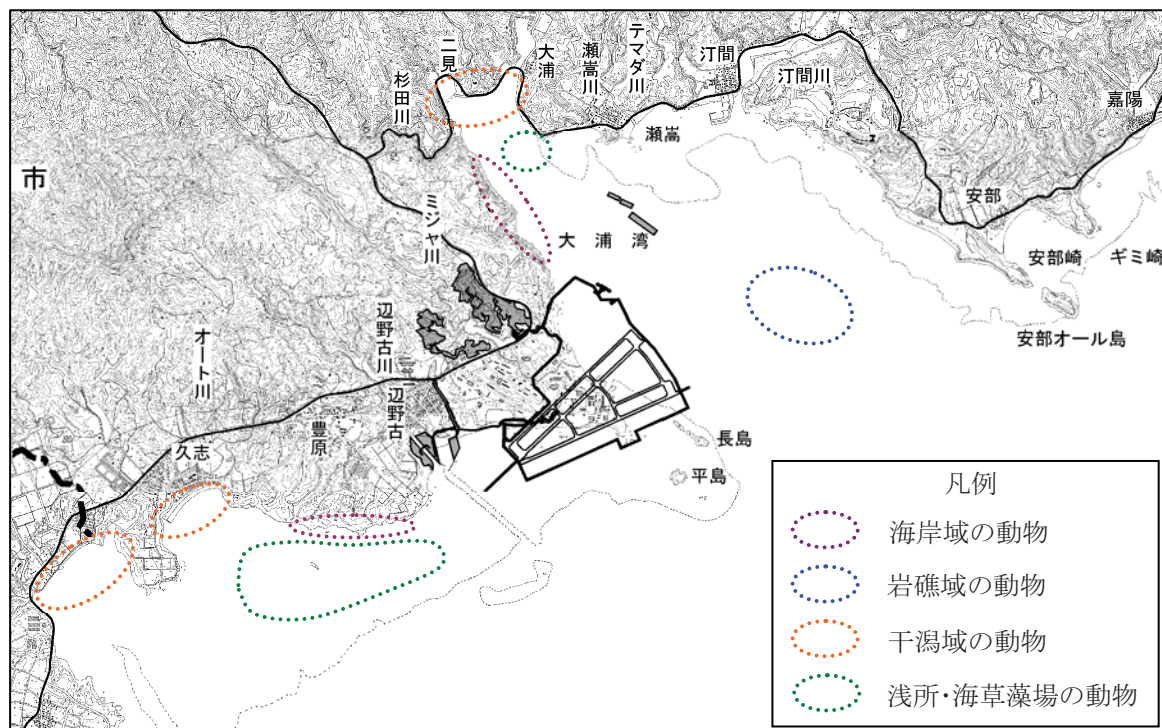 二見
大浦
瀬嵩川
テマダ川
汀間
汀間川
嘉陽
杉田川
瀬嵩
市
ミジャ川
安部
大浦湾
安部崎
ギミ崎
安部オール島
辺野古川
オート川
辺野古
豊原
久志
長島
平島
凡例
海岸域の動物
岩礁域の動物
干潟域の動物
浅所・海草藻場の動物